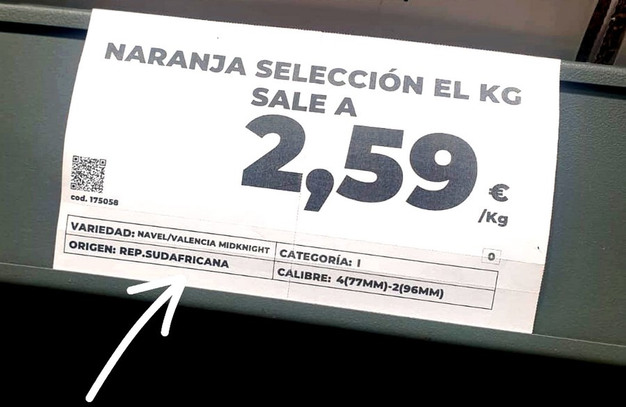 NARANJA SELECCIÓN EL KG
SALE A
2,59 €
/Kg
cod. 175058
0
VARIEDAD: NAVEL/VALENCIA MIDKNIGHT CATEGORÍA: I
ORIGEN: REP.SUDAFRICANA CALIBRE: 4(77MM)-2(96MM)